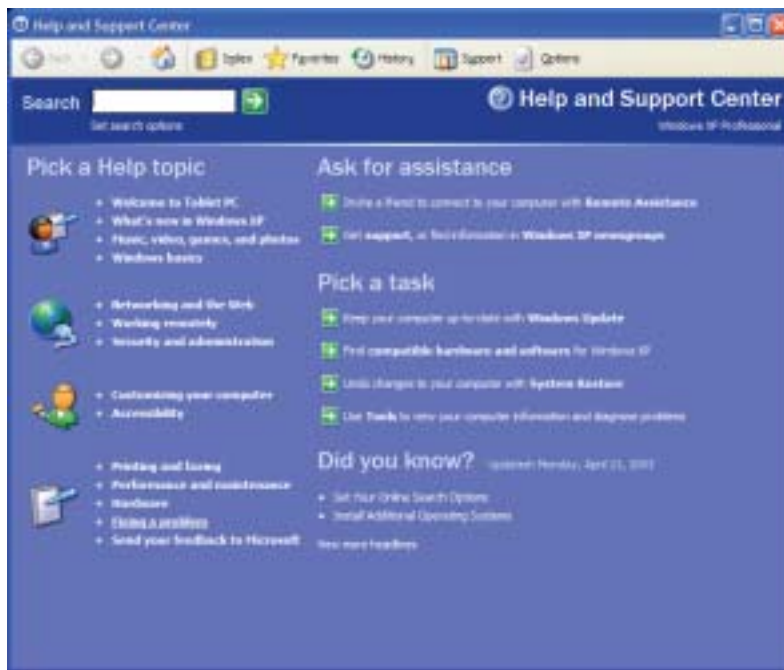 Help and Support Center
Back
Index
Favorites
History
Support
Options
Search
Set search options
Help and Support Center
Windows XP Professional
Pick a Help topic
Welcome to Tablet PC
What's new in Windows XP
Music, video, games, and photos
Windows basics
Networking and the Web
Working remotely
Security and administration
Customizing your computer
Accessibility
Printing and faxing
Performance and maintenance
Hardware
Fixing a problem
Send your feedback to Microsoft
Ask for assistance
Invite a friend to connect to your computer with Remote Assistance
Get support, or find information in Windows XP newsgroups
Pick a task
Keep your computer up-to-date with Windows Update
Find compatible hardware and software for Windows XP
Undo changes to your computer with System Restore
Use Tools to view your computer information and diagnose problems
Did you know?
Updated: Monday, April 21, 2003
Set Your Online Search Options
Install Additional Operating Systems
View more headlines